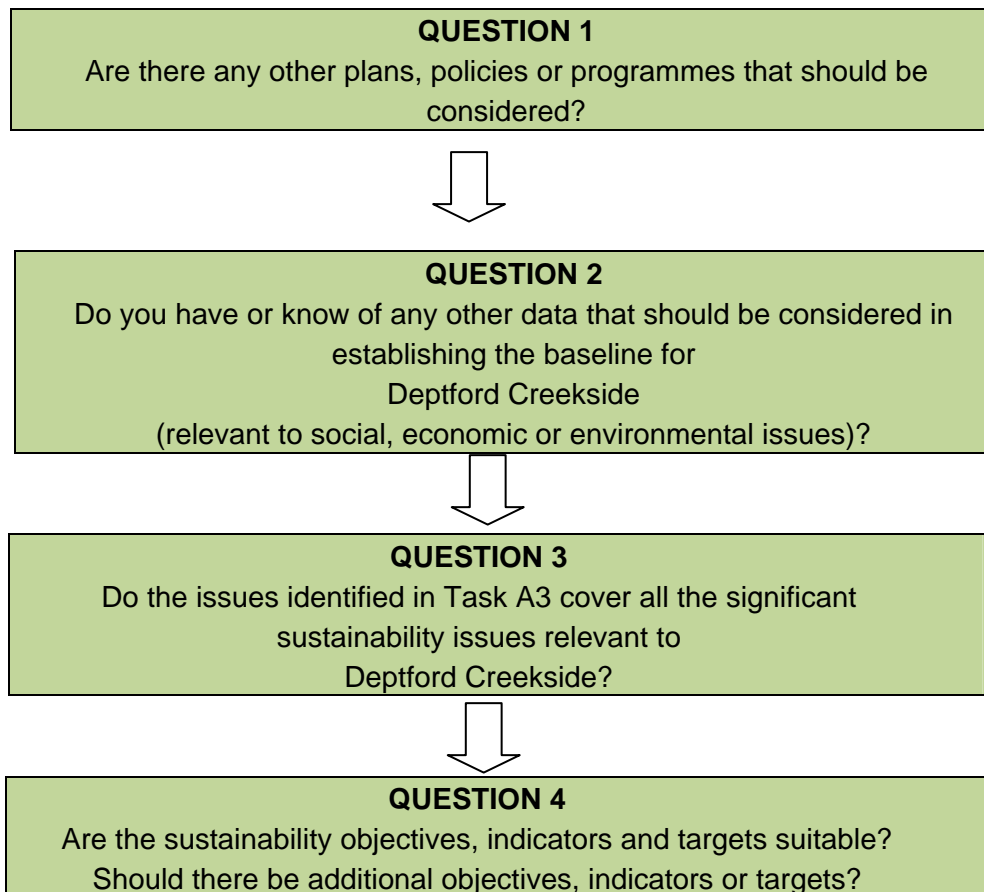 QUESTION 1
Are there any other plans, policies or programmes that should be
considered?
QUESTION 2
Do you have or know of any other data that should be considered in
establishing the baseline for
Deptford Creekside
(relevant to social, economic or environmental issues)?
QUESTION 3
Do the issues identified in Task A3 cover all the significant
sustainability issues relevant to
Deptford Creekside?
QUESTION 4
Are the sustainability objectives, indicators and targets suitable?
Should there be additional objectives, indicators or targets?